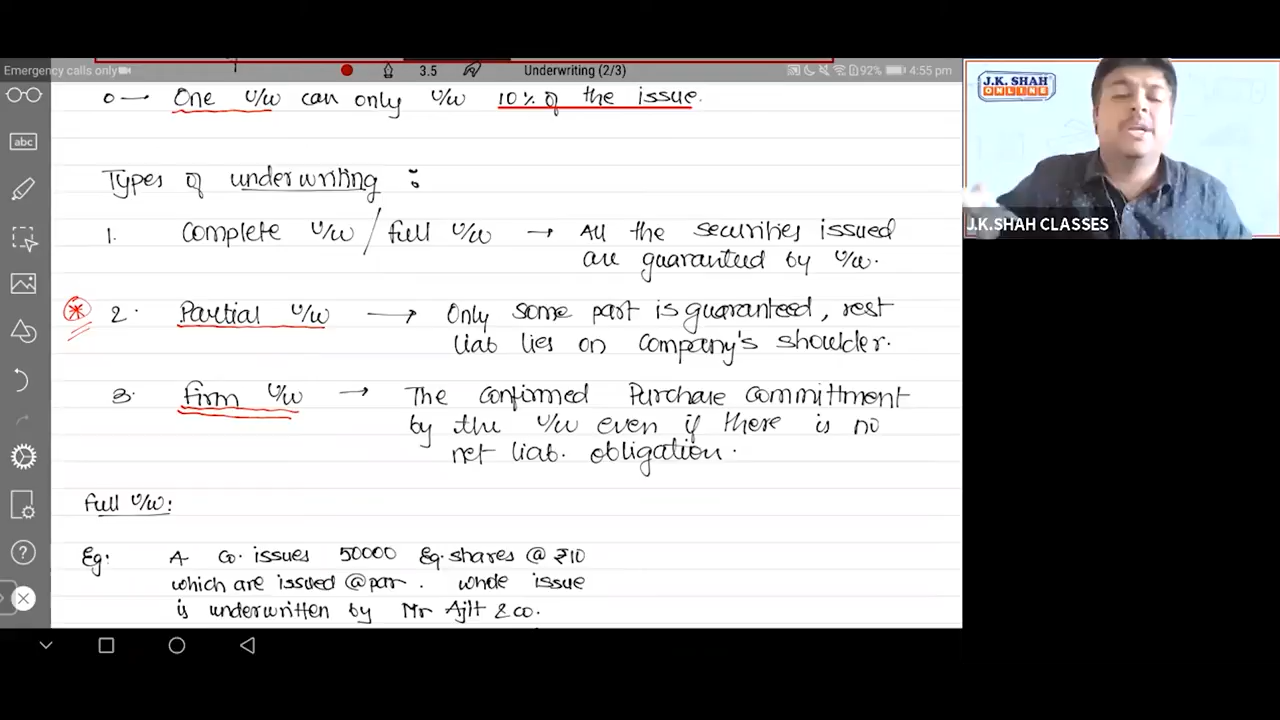 Emergency calls only
3.5
Underwriting (2/3)
92%
4:55 pm
abc
One U/w can only U/w 10% of the issue.
Types of underwriting :
1. Complete U/w / full U/w → All the securities issued
are guaranteed by U/w.
2. Partial U/w → Only some part is guaranteed, rest
liab lies on Company's shoulder.
3. firm U/w → The confirmed Purchase committment
by the U/w even if there is no
net liab. obligation.
full U/w:
Eg: A Co. issues 50000 Eq. shares @ ₹10
which are issued @ par. whole issue
is underwritten by Mr Ajit & co.
J.K. SHAH
ONLINE
J.K.SHAH CLASSES